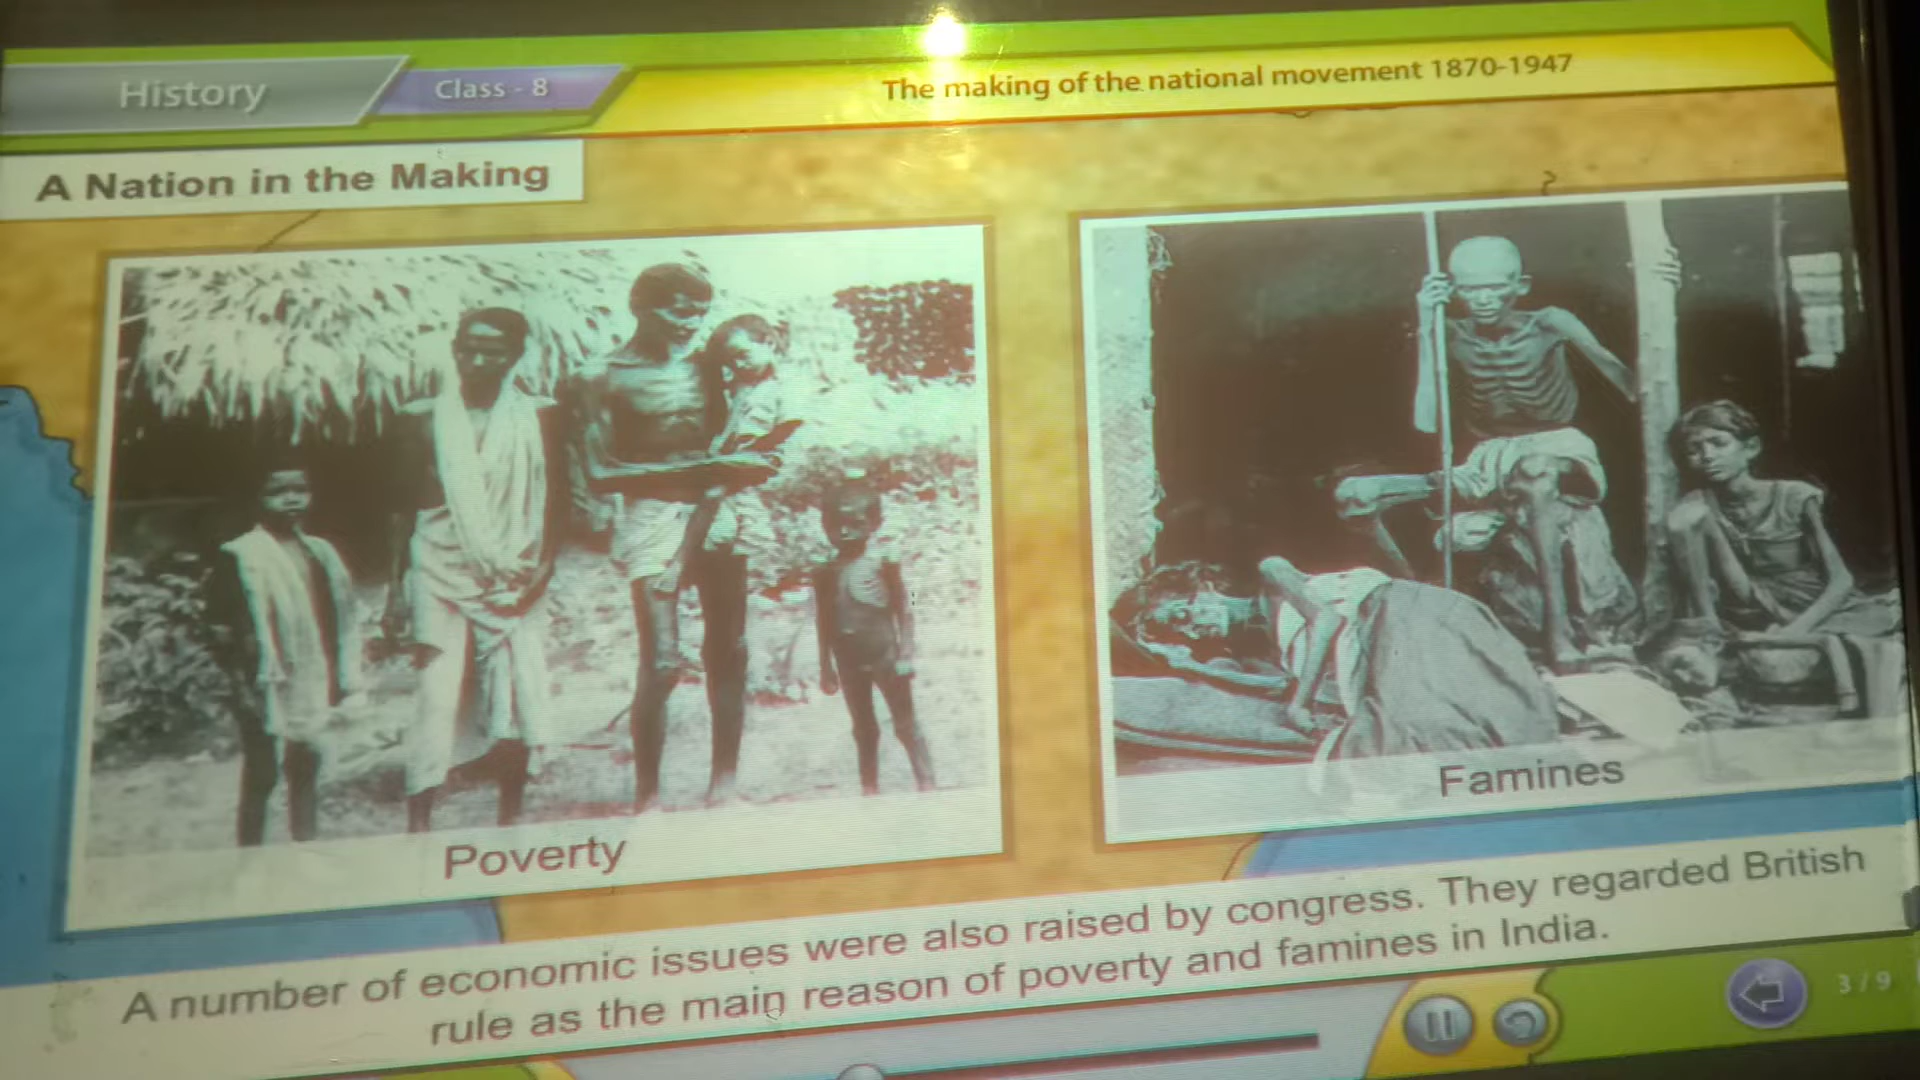 History
Class - 8
The making of the national movement 1870-1947
A Nation in the Making
Poverty
Famines
A number of economic issues were also raised by congress. They regarded British
rule as the main reason of poverty and famines in India.
3 / 9